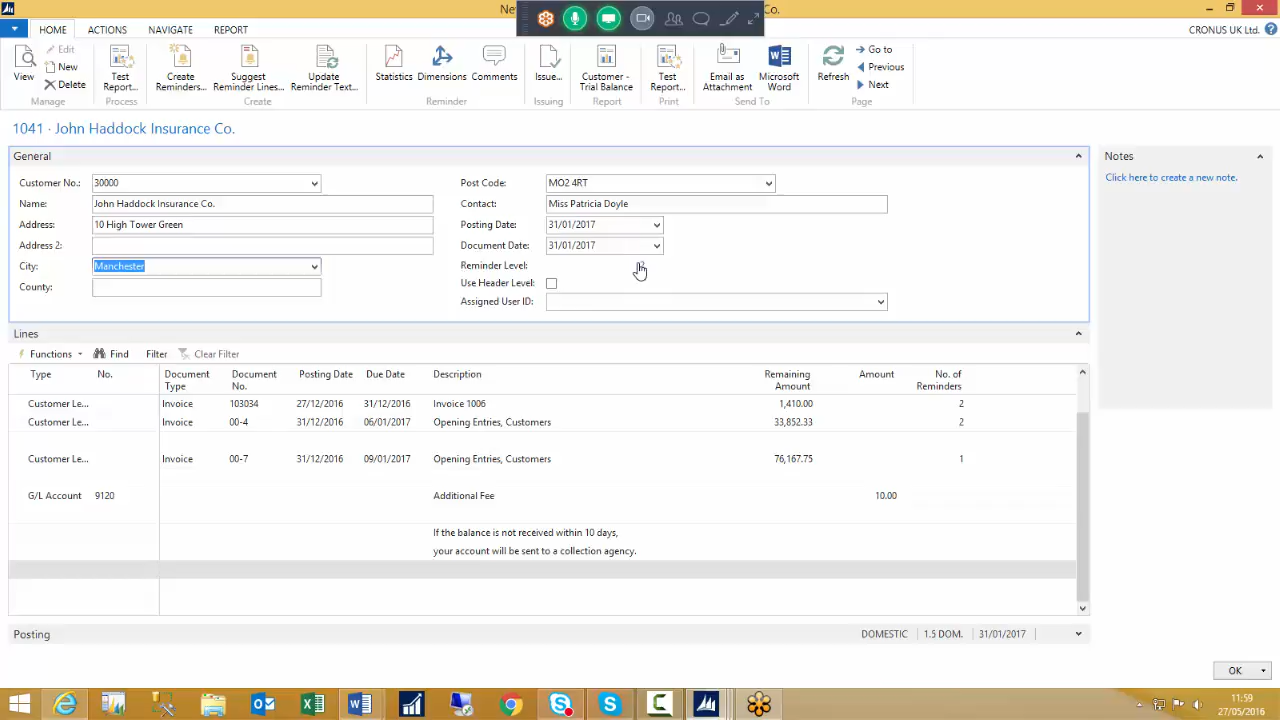 Ne
Co.
HOME ACTIONS NAVIGATE REPORT
CRONUS UK Ltd.
View
Edit
New
Delete
Manage
Test Report...
Process
Create Reminders...
Suggest Reminder Lines...
Update Reminder Text...
Create
Statistics
Dimensions
Comments
Reminder
Issue...
Issuing
Customer - Trial Balance
Report
Test Report...
Print
Email as Attachment
Microsoft Word
Send To
Refresh
Go to
Previous
Next
Page
1041 · John Haddock Insurance Co.
General
Customer No.: 30000
Name: John Haddock Insurance Co.
Address: 10 High Tower Green
Address 2:
City: Manchester
County:
Post Code: MO2 4RT
Contact: Miss Patricia Doyle
Posting Date: 31/01/2017
Document Date: 31/01/2017
Reminder Level:
Use Header Level:
Assigned User ID:
Notes
Click here to create a new note.
Lines
Functions Find Filter Clear Filter
Type No. Document Type Document No. Posting Date Due Date Description Remaining Amount Amount No. of Reminders
Customer Le... Invoice 103034 27/12/2016 31/12/2016 Invoice 1006 1,410.00 2
Customer Le... Invoice 00-4 31/12/2016 06/01/2017 Opening Entries, Customers 33,852.33 2
Customer Le... Invoice 00-7 31/12/2016 09/01/2017 Opening Entries, Customers 76,167.75 1
G/L Account 9120 Additional Fee 10.00
If the balance is not received within 10 days,
your account will be sent to a collection agency.
Posting DOMESTIC 1.5 DOM. 31/01/2017
OK
11:59
27/05/2016